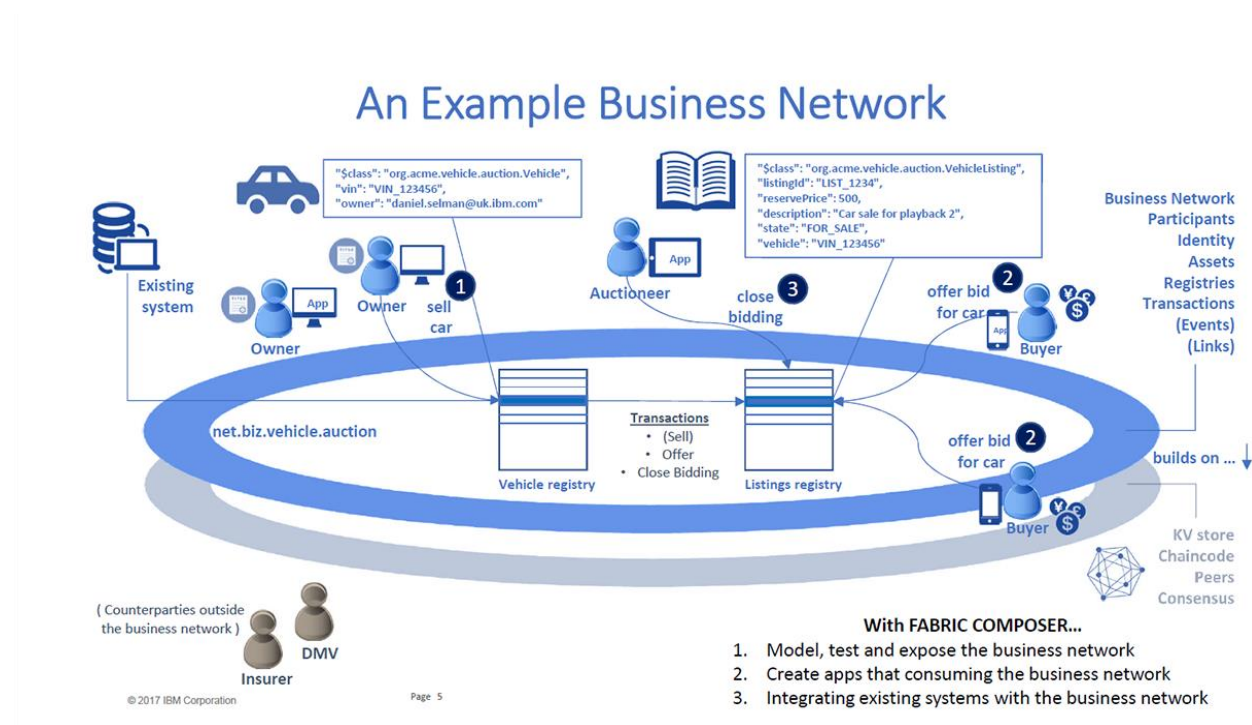 An Example Business Network
"$class": "org.acme.vehicle.auction.Vehicle",
"vin": "VIN_123456",
"owner": "daniel.selman@uk.ibm.com"
"$class": "org.acme.vehicle.auction.VehicleListing",
"listingId": "LIST_1234",
"reservePrice": 500,
"description": "Car sale for playback 2",
"state": "FOR_SALE",
"vehicle": "VIN_123456"
Business Network
Participants
Identity
Assets
Registries
Transactions
(Events)
(Links)
Existing
system
App
Owner
Owner
1
sell
car
App
Auctioneer
close
bidding
3
offer bid
for car
2
App
Buyer
net.biz.vehicle.auction
Vehicle registry
Transactions
• (Sell)
• Offer
• Close Bidding
Listings registry
offer bid
for car
2
Buyer
builds on ...
KV store
Chaincode
Peers
Consensus
( Counterparties outside
the business network )
DMV
Insurer
With FABRIC COMPOSER...
1. Model, test and expose the business network
2. Create apps that consuming the business network
3. Integrating existing systems with the business network
© 2017 IBM Corporation
Page 5